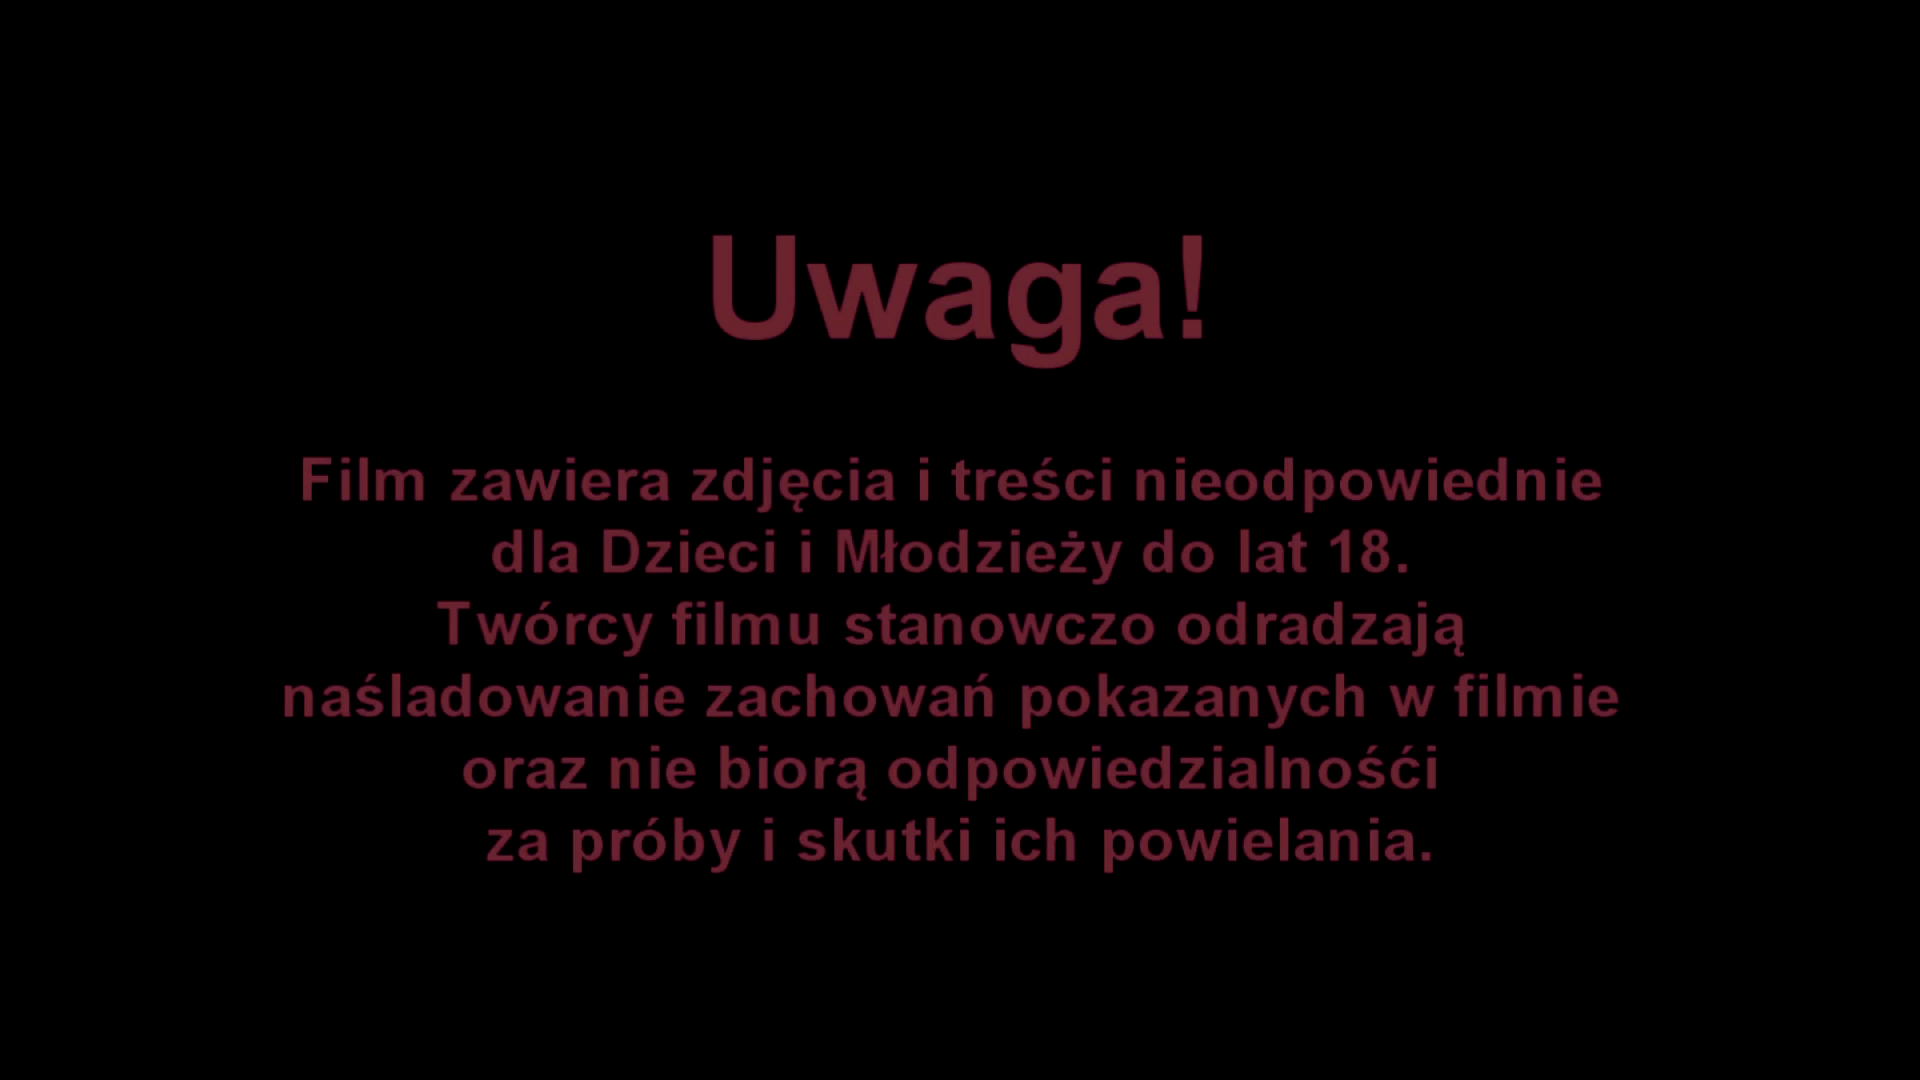 Uwaga!
Film zawiera zdjęcia i treści nieodpowiednie
dla Dzieci i Młodzieży do lat 18.
Twórcy filmu stanowczo odradzają
naśladowanie zachowań pokazanych w filmie
oraz nie biorą odpowiedzialnośći
za próby i skutki ich powielania.